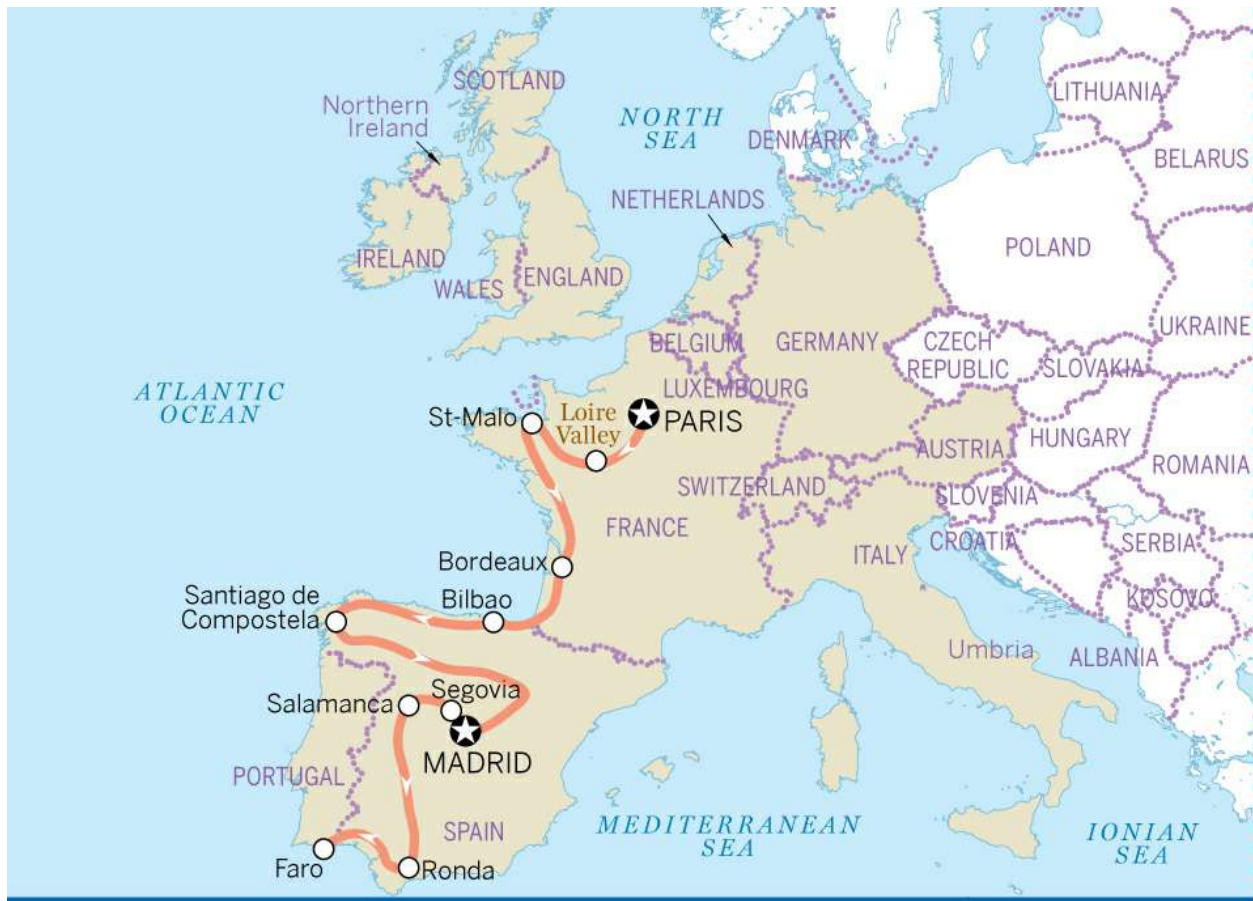 SCOTLAND
Northern
Ireland
NORTH
SEA
DENMARK
LITHUANIA
BELARUS
NETHERLANDS
IRELAND
WALES
ENGLAND
POLAND
BELGIUM
GERMANY
CZECH
REPUBLIC
UKRAINE
SLOVAKIA
LUXEMBOURG
ATLANTIC
OCEAN
St-Malo
Loire
Valley
PARIS
AUSTRIA
HUNGARY
ROMANIA
SWITZERLAND
SLOVENIA
FRANCE
ITALY
CROATIA
SERBIA
Bordeaux
KOSOVO
Santiago de
Compostela
Bilbao
Umbria
ALBANIA
Salamanca
Segovia
MADRID
PORTUGAL
SPAIN
MEDITERRANEAN
SEA
IONIAN
SEA
Faro
Ronda